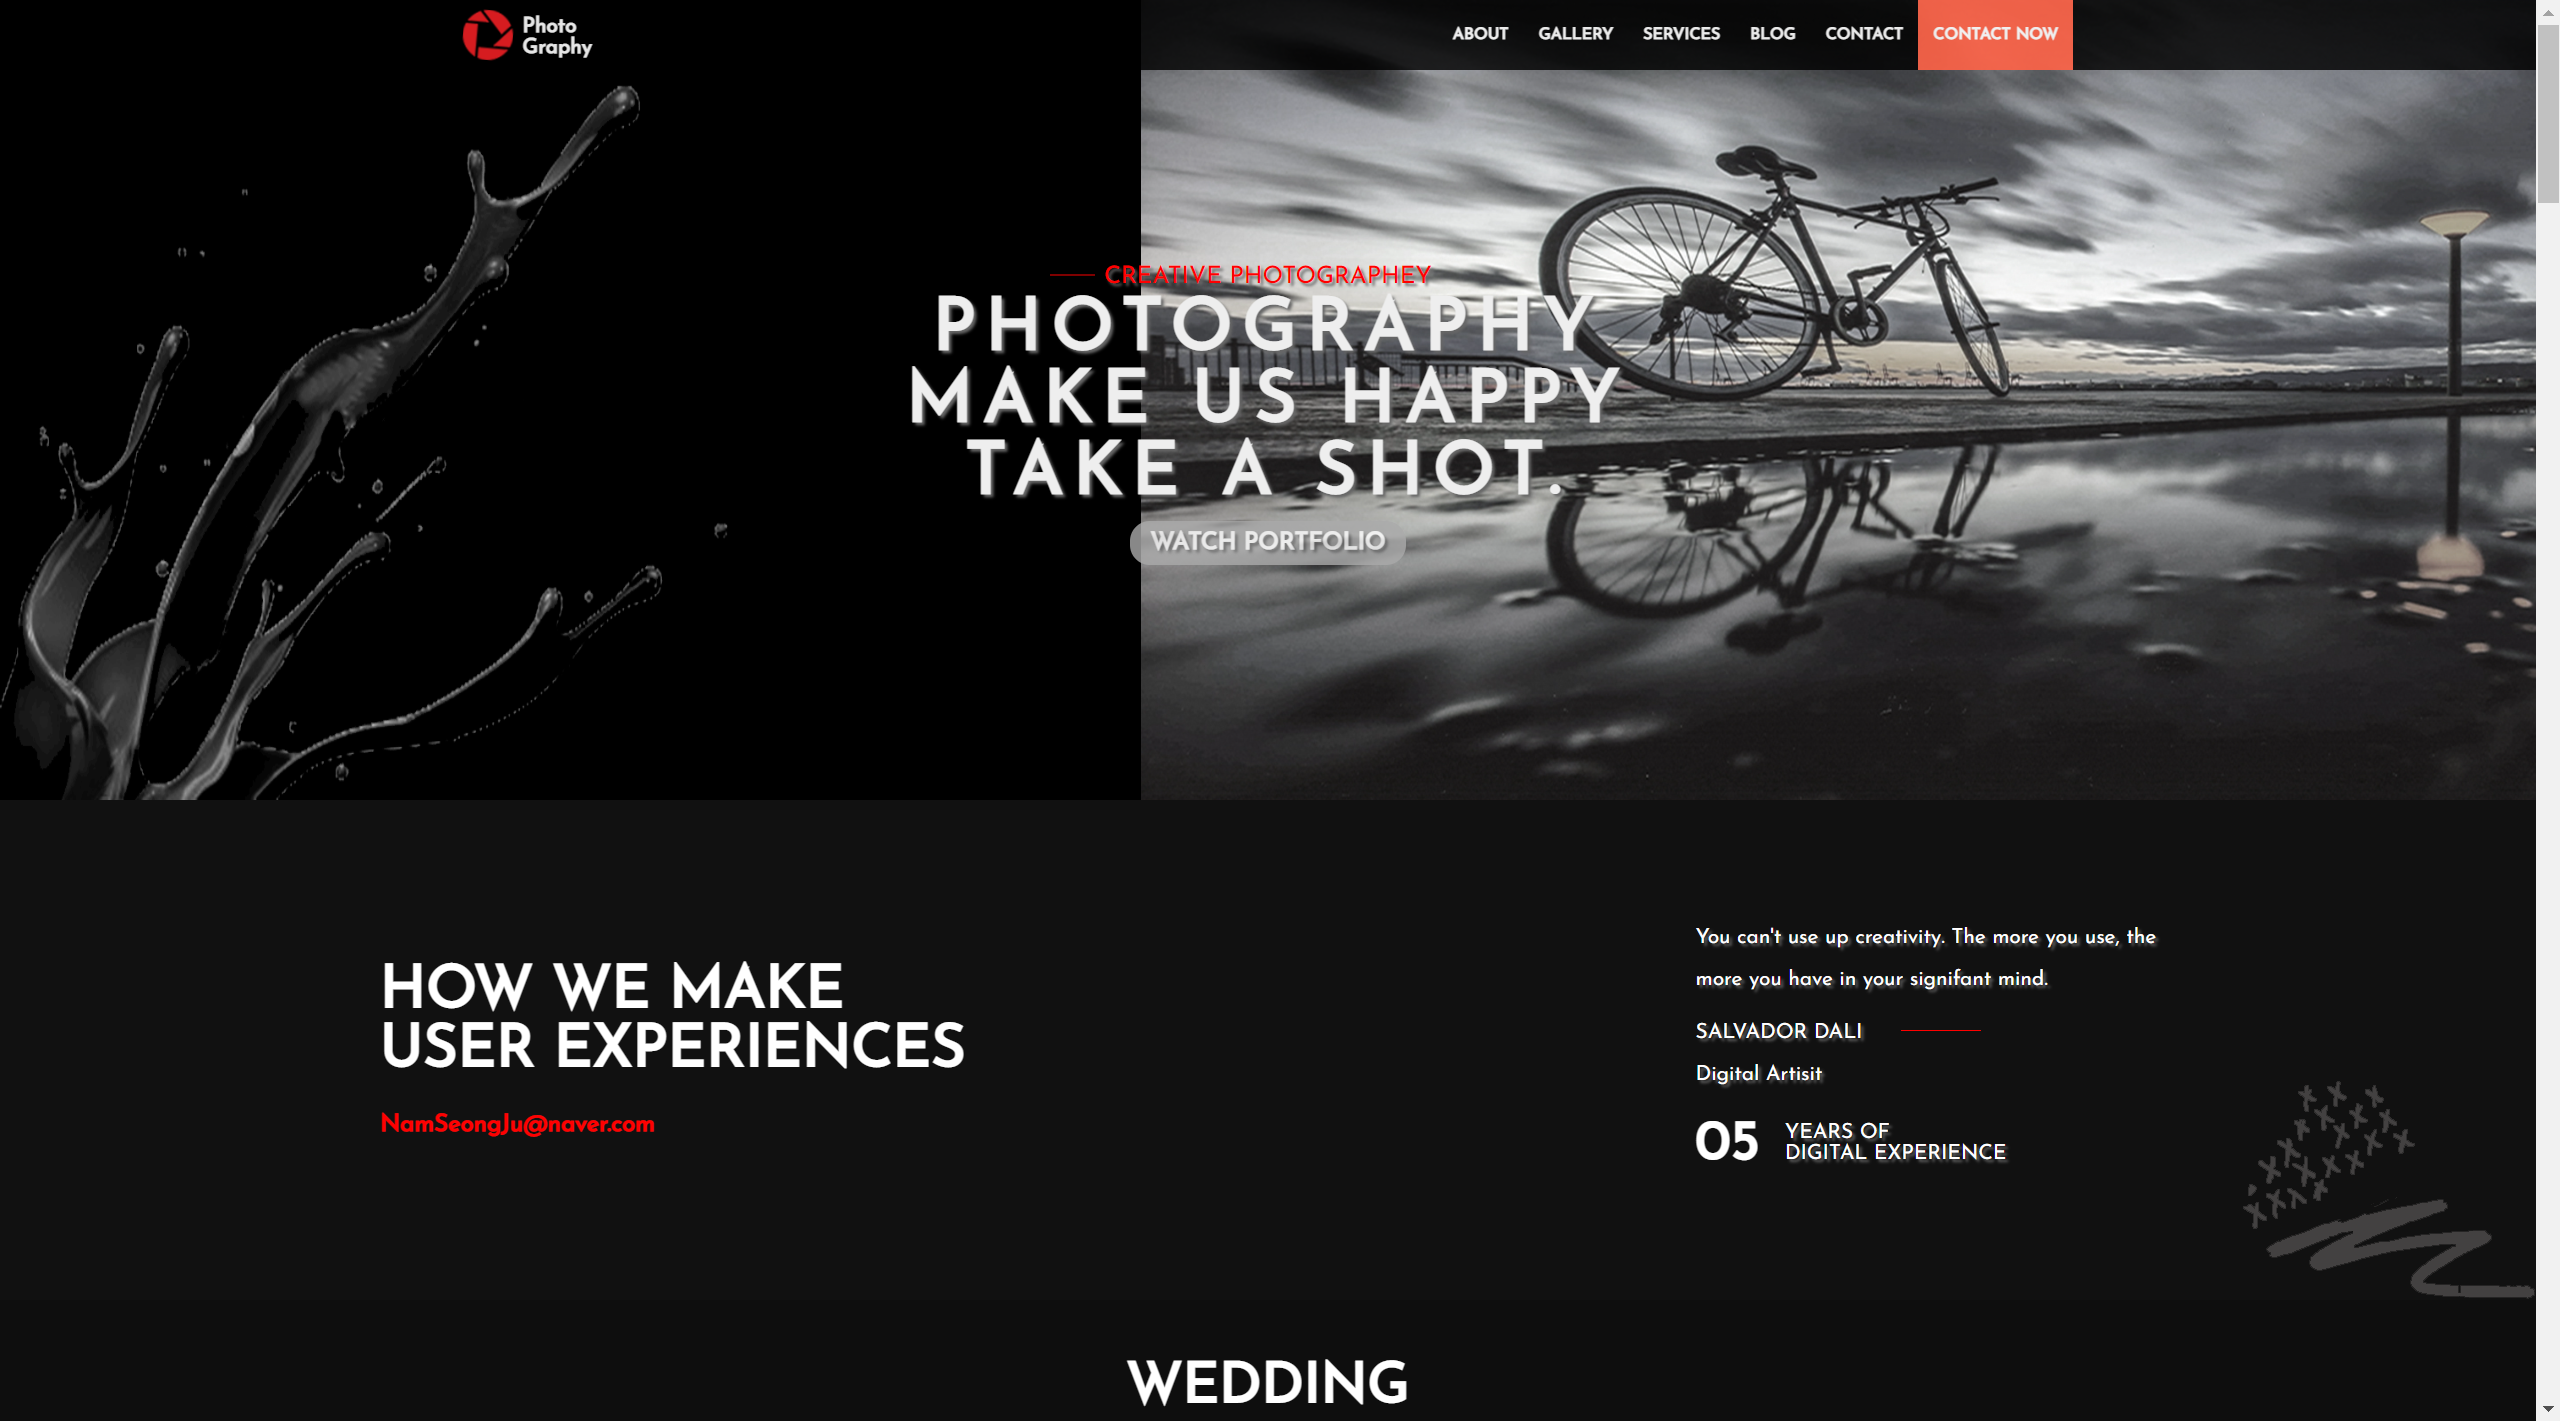 Photo
Graphy
ABOUT GALLERY SERVICES BLOG CONTACT CONTACT NOW
CREATIVE PHOTOGRAPHEY
PHOTOGRAPHY
MAKE US HAPPY
TAKE A SHOT.
WATCH PORTFOLIO
HOW WE MAKE
USER EXPERIENCES
NamSeongJu@naver.com
You can't use up creativity. The more you use, the
more you have in your signifant mind.
SALVADOR DALI
Digital Artisit
05 YEARS OF
DIGITAL EXPERIENCE
WEDDING